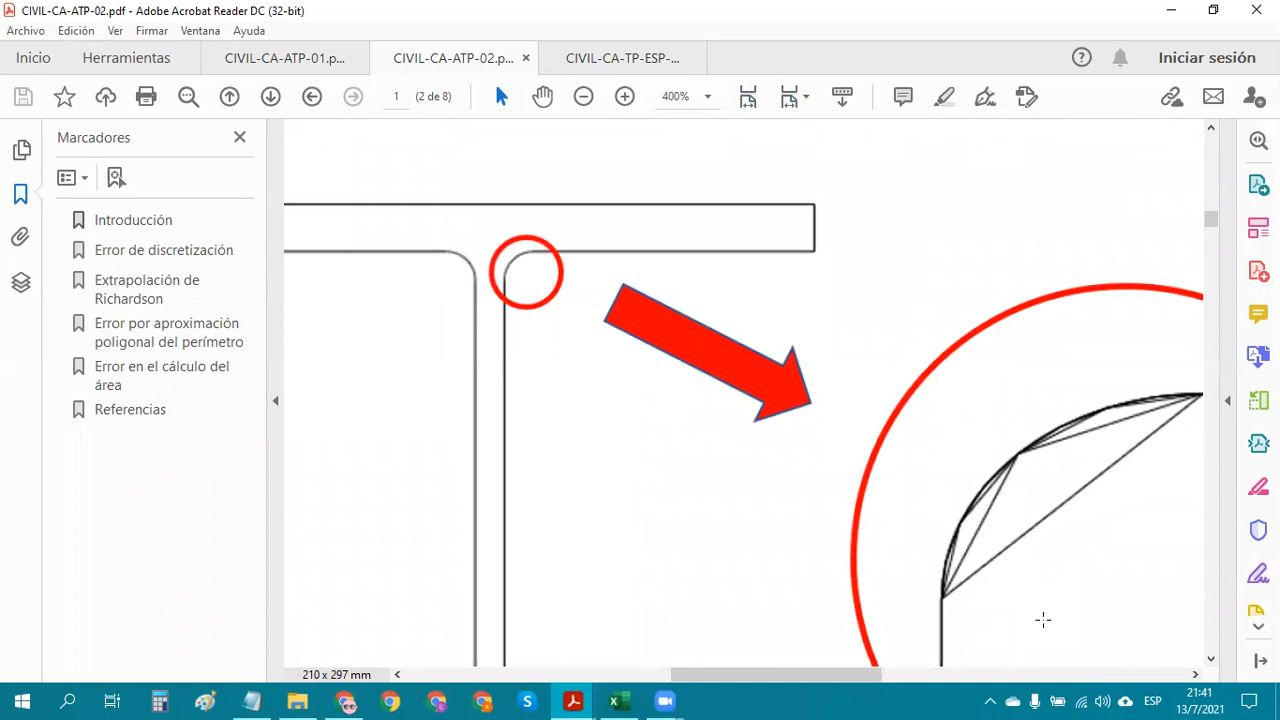 CIVIL-CA-ATP-02.pdf - Adobe Acrobat Reader DC (32-bit)
Archivo Edición Ver Firmar Ventana Ayuda
Inicio Herramientas CIVIL-CA-ATP-01.p... CIVIL-CA-ATP-02.p... × CIVIL-CA-TP-ESP-... Iniciar sesión
1 (2 de 8) 400%
Marcadores
Introducción
Error de discretización
Extrapolación de
Richardson
Error por aproximación
poligonal del perímetro
Error en el cálculo del
área
Referencias
210 x 297 mm
ESP
21:41
13/7/2021